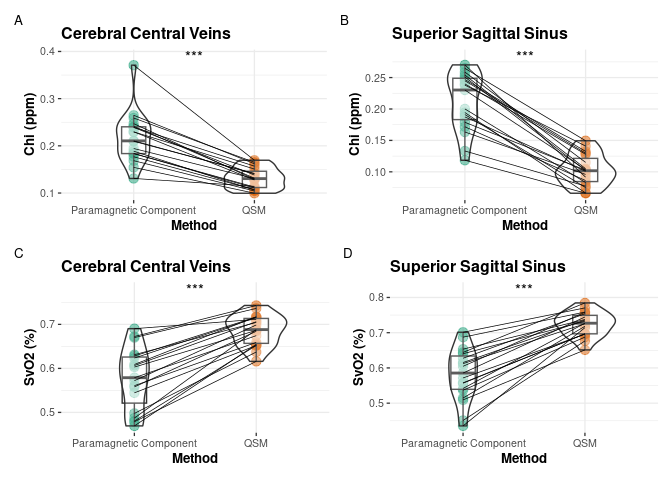 A
Cerebral Central Veins
***
Chi (ppm)
0.4
0.3
0.2
0.1
Paramagnetic Component
QSM
Method
B
Superior Sagittal Sinus
***
Chi (ppm)
0.25
0.20
0.15
0.10
Paramagnetic Component
QSM
Method
C
Cerebral Central Veins
***
SvO2 (%)
0.7
0.6
0.5
Paramagnetic Component
QSM
Method
D
Superior Sagittal Sinus
***
SvO2 (%)
0.8
0.7
0.6
0.5
Paramagnetic Component
QSM
Method